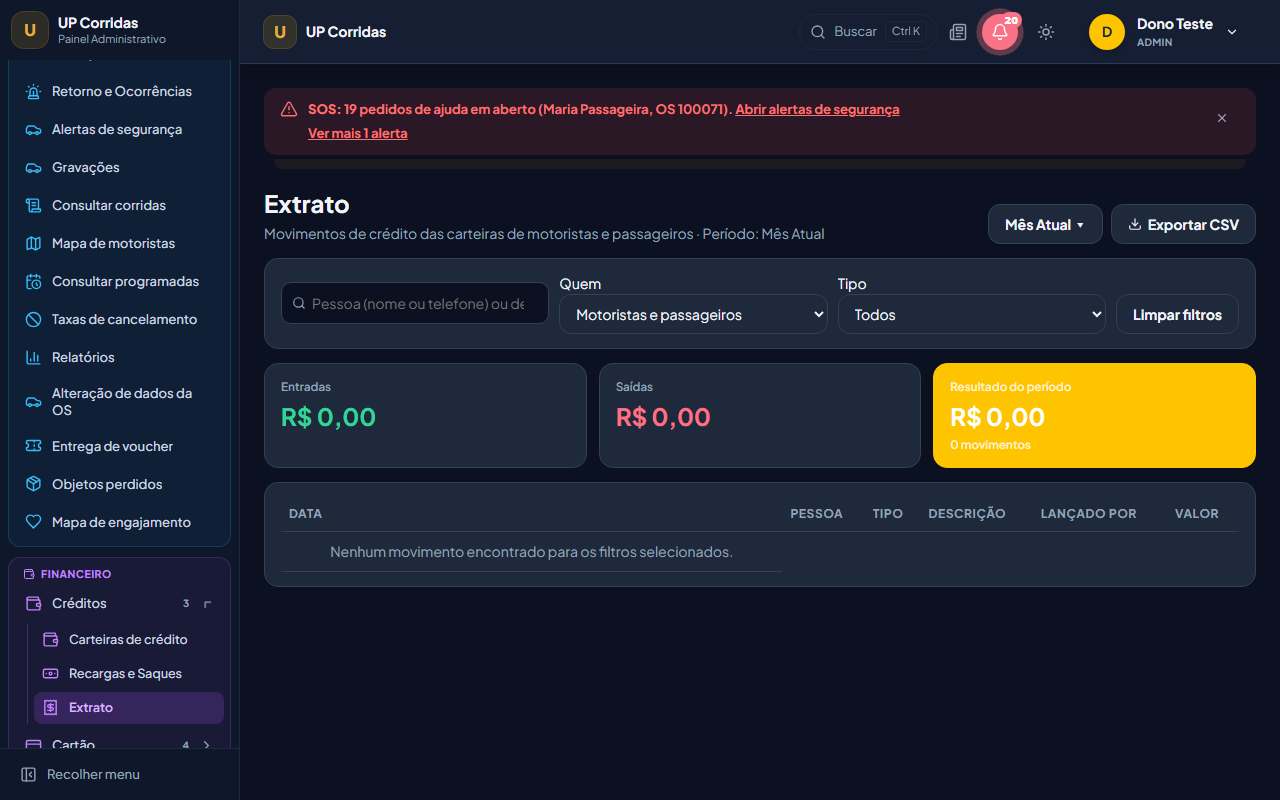 U
UP Corridas
Painel Administrativo
Retorno e Ocorrências
Alertas de segurança
Gravações
Consultar corridas
Mapa de motoristas
Consultar programadas
Taxas de cancelamento
Relatórios
Alteração de dados da
OS
Entrega de voucher
Objetos perdidos
Mapa de engajamento
FINANCEIRO
Créditos 3
Carteiras de crédito
Recargas e Saques
Extrato
Cartão 4
Recolher menu
U UP Corridas
Buscar Ctrl K
20
D
Dono Teste
ADMIN
SOS: 19 pedidos de ajuda em aberto (Maria Passageira, OS 100071). Abrir alertas de segurança
Ver mais 1 alerta
Extrato
Movimentos de crédito das carteiras de motoristas e passageiros · Período: Mês Atual
Mês Atual ▾
Exportar CSV
Pessoa (nome ou telefone) ou de
Quem
Motoristas e passageiros
Tipo
Todos
Limpar filtros
Entradas
R$ 0,00
Saídas
R$ 0,00
Resultado do período
R$ 0,00
0 movimentos
DATA PESSOA TIPO DESCRIÇÃO LANÇADO POR VALOR
Nenhum movimento encontrado para os filtros selecionados.